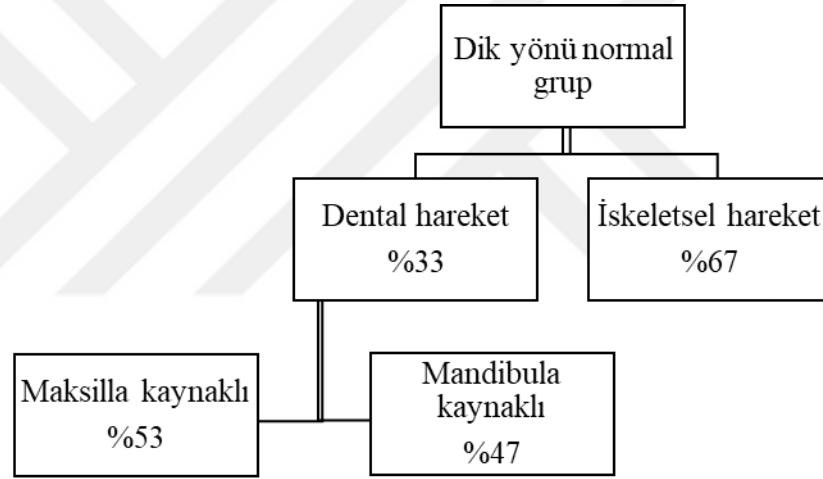 Dik yönü normal
grup
Dental hareket
%33
İskeletsel hareket
%67
Maksilla kaynaklı
%53
Mandibula
kaynaklı
%47